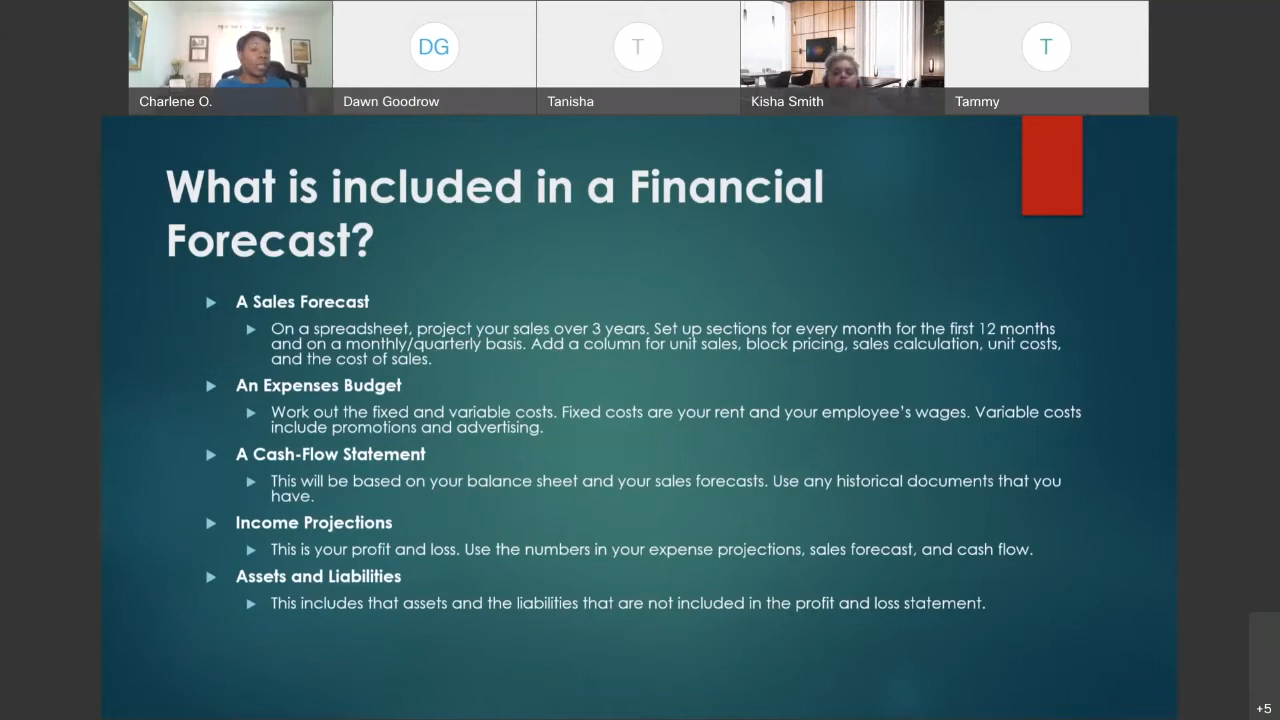 DG
T
T
Charlene O.
Dawn Goodrow
Tanisha
Kisha Smith
Tammy
What is included in a Financial
Forecast?
A Sales Forecast
On a spreadsheet, project your sales over 3 years. Set up sections for every month for the first 12 months
and on a monthly/quarterly basis. Add a column for unit sales, block pricing, sales calculation, unit costs,
and the cost of sales.
An Expenses Budget
Work out the fixed and variable costs. Fixed costs are your rent and your employee’s wages. Variable costs
include promotions and advertising.
A Cash-Flow Statement
This will be based on your balance sheet and your sales forecasts. Use any historical documents that you
have.
Income Projections
This is your profit and loss. Use the numbers in your expense projections, sales forecast, and cash flow.
Assets and Liabilities
This includes that assets and the liabilities that are not included in the profit and loss statement.
+5